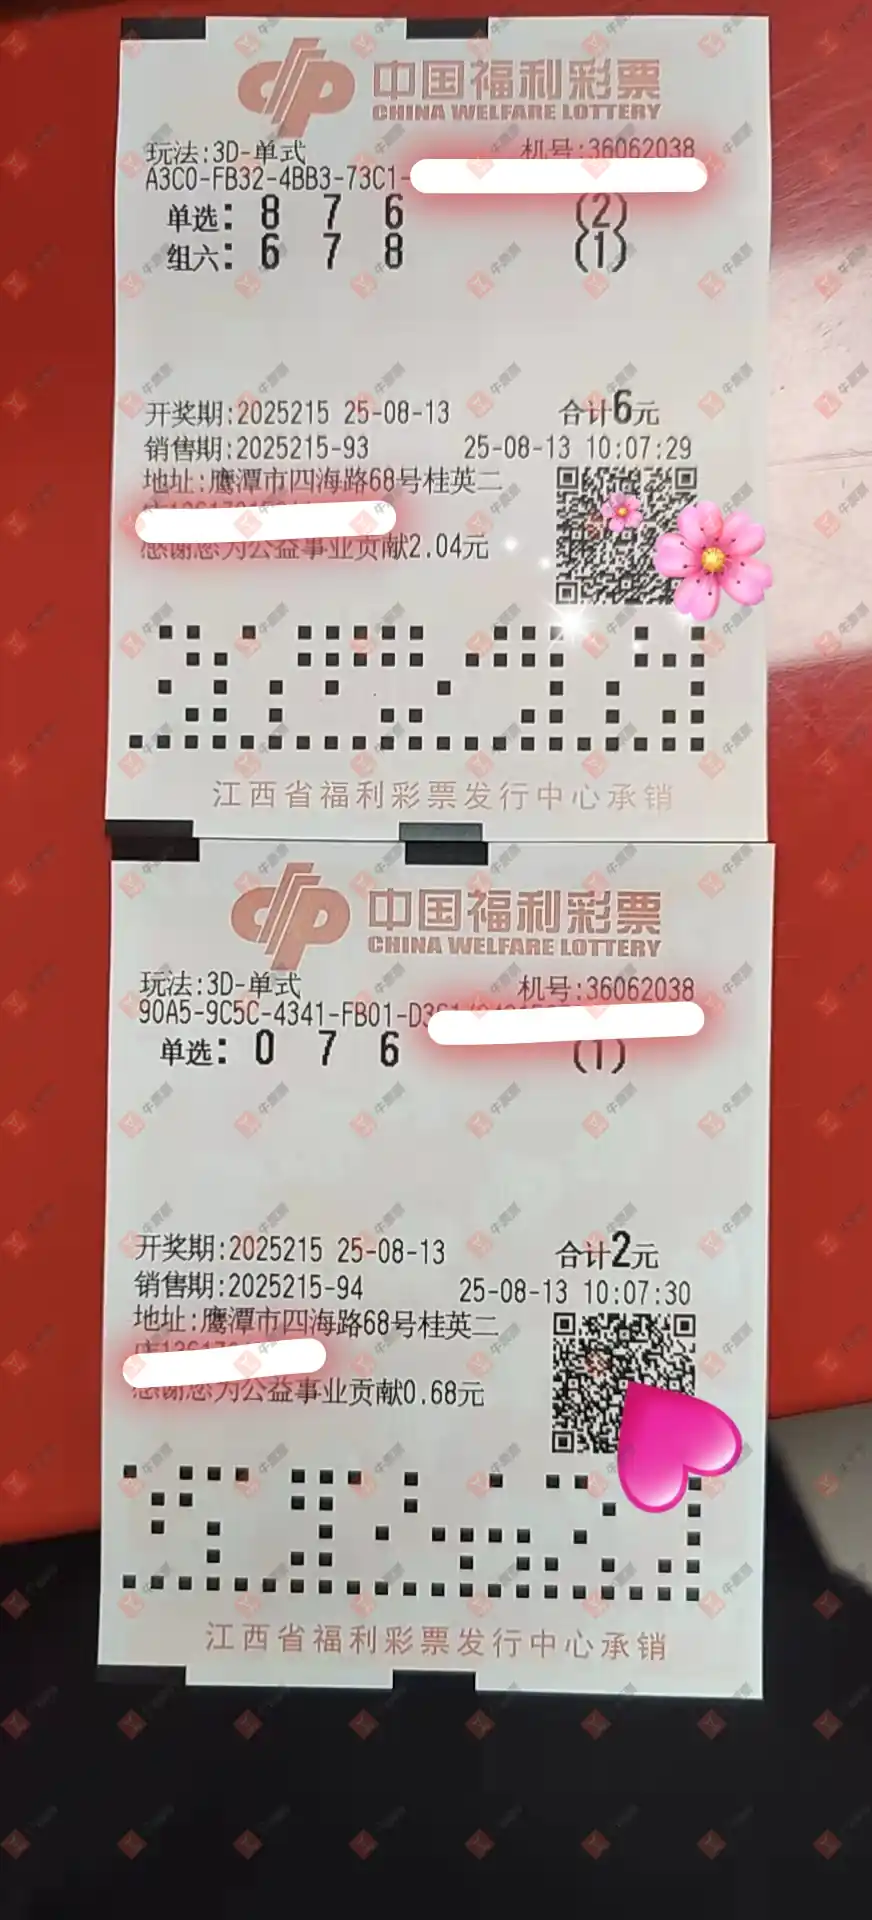 中国福利彩票
CHINA WELFARE LOTTERY
玩法:3D-单式 机号:36062038
A3C0-FB32-4BB3-73C1-
单选: 8 7 6 (2)
组六: 6 7 8 (1)
开奖期:2025215 25-08-13 合计6元
销售期:2025215-93 25-08-13 10:07:29
地址:鹰潭市四海路68号桂英二
感谢您为公益事业贡献2.04元
江西省福利彩票发行中心承销
中国福利彩票
CHINA WELFARE LOTTERY
玩法:3D-单式 机号:36062038
90A5-9C5C-4341-FB01-
单选: 0 7 6 (1)
开奖期:2025215 25-08-13 合计2元
销售期:2025215-94 25-08-13 10:07:30
地址:鹰潭市四海路68号桂英二
感谢您为公益事业贡献0.68元
江西省福利彩票发行中心承销